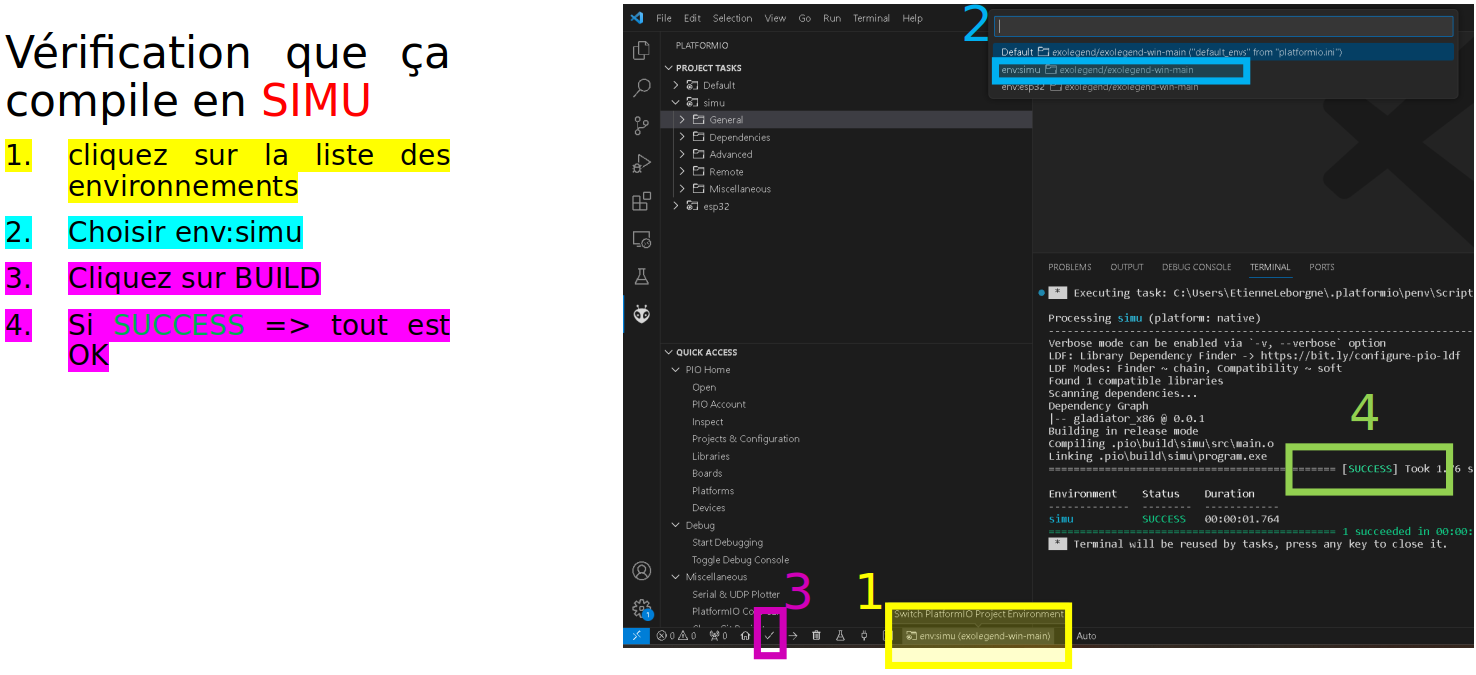 Vérification que ça
compile en SIMU
1. cliquez sur la liste des
environnements
2. Choisir env:simu
3. Cliquez sur BUILD
4. Si SUCCESS => tout est
OK
File Edit Selection View Go Run Terminal Help
2
Default exolegend/exolegend-win-main ("default_envs" from "platformio.ini")
env:simu exolegend/exolegend-win-main
env:esp32 exolegend/exolegend-win-main
PLATFORMIO
PROJECT TASKS
Default
simu
General
Dependencies
Advanced
Remote
Miscellaneous
esp32
QUICK ACCESS
PIO Home
Open
PIO Account
Inspect
Projects & Configuration
Libraries
Boards
Platforms
Devices
Debug
Start Debugging
Toggle Debug Console
Miscellaneous
Serial & UDP Plotter
PlatformIO
PROBLEMS OUTPUT DEBUG CONSOLE TERMINAL PORTS
* Executing task: C:\Users\EtienneLeborgne\.platformio\penv\Script
Processing simu (platform: native)
--------------------------------------------------------------------
Verbose mode can be enabled via `-v, --verbose` option
LDF: Library Dependency Finder -> https://bit.ly/configure-pio-ldf
LDF Modes: Finder ~ chain, Compatibility ~ soft
Found 1 compatible libraries
Scanning dependencies...
Dependency Graph
|-- gladiator_x86 @ 0.0.1
Building in release mode
Compiling .pio\build\simu\src\main.o
Linking .pio\build\simu\program.exe
============================================== [SUCCESS] Took 1.76 s
4
Environment Status Duration
------------- -------- ------------
simu SUCCESS 00:00:01.764
============================================== 1 succeeded in 00:00:
* Terminal will be reused by tasks, press any key to close it.
3
1
Switch PlatformIO Project Environment
1
0 0 0 env:simu (exolegend-win-main) Auto